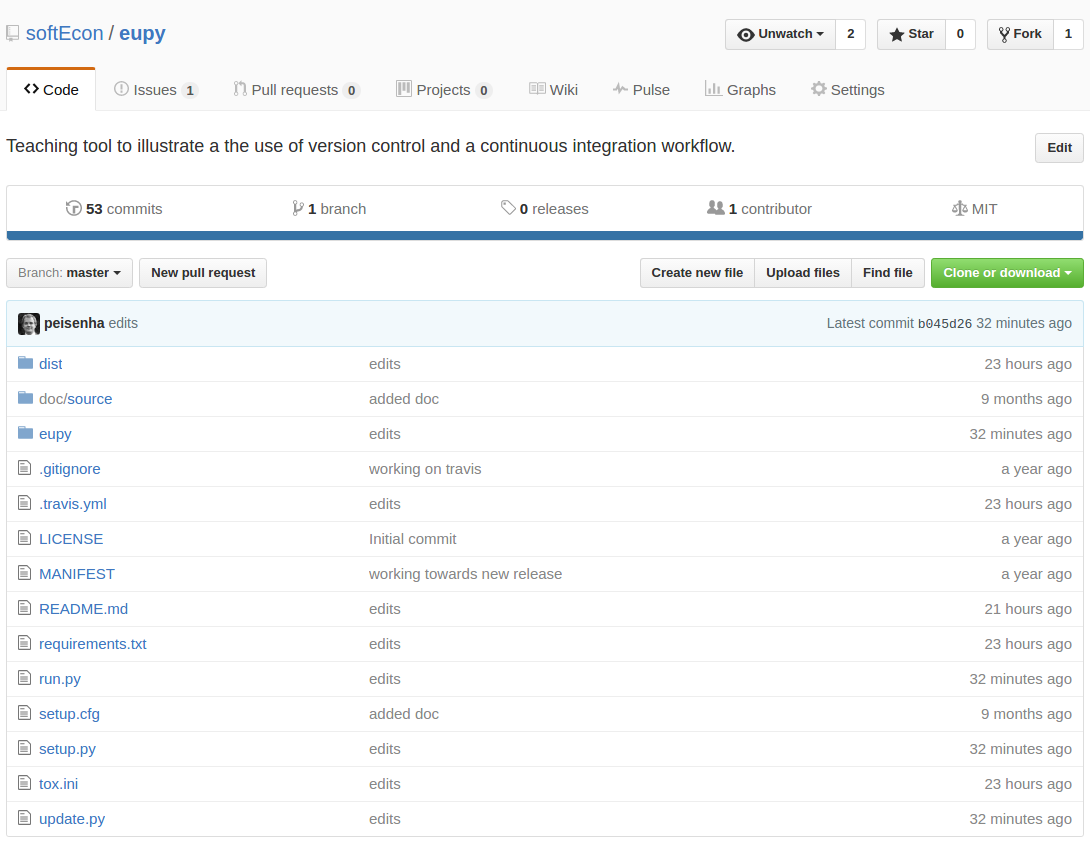 softEcon / eupy Unwatch 2 Star 0 Fork 1
Code Issues 1 Pull requests 0 Projects 0 Wiki Pulse Graphs Settings
Teaching tool to illustrate a the use of version control and a continuous integration workflow. Edit
53 commits 1 branch 0 releases 1 contributor MIT
Branch: master New pull request Create new file Upload files Find file Clone or download
peisenha edits Latest commit b045d26 32 minutes ago
dist edits 23 hours ago
doc/source added doc 9 months ago
eupy edits 32 minutes ago
.gitignore working on travis a year ago
.travis.yml edits 23 hours ago
LICENSE Initial commit a year ago
MANIFEST working towards new release a year ago
README.md edits 21 hours ago
requirements.txt edits 23 hours ago
run.py edits 32 minutes ago
setup.cfg added doc 9 months ago
setup.py edits 32 minutes ago
tox.ini edits 23 hours ago
update.py edits 32 minutes ago